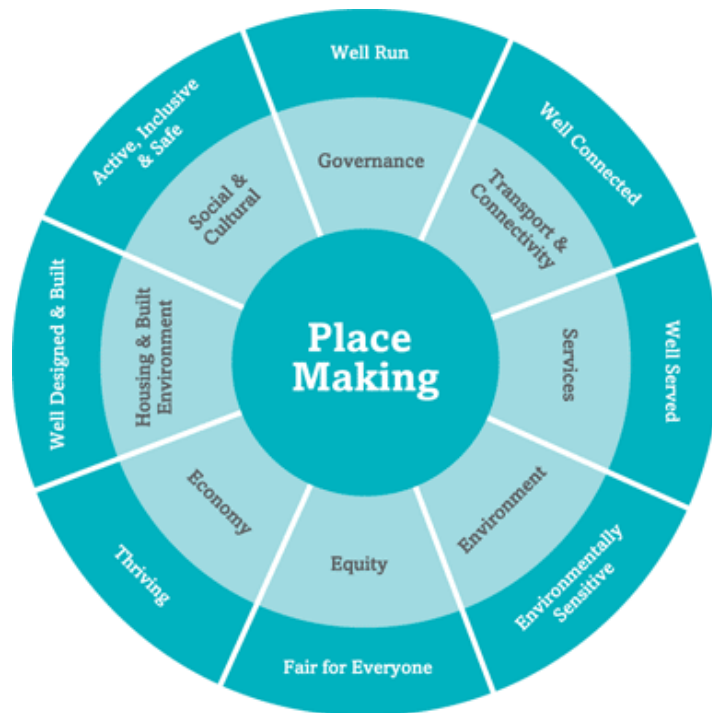 Well Run
Governance
Well Connected
Transport &
Connectivity
Well Served
Services
Environmentally
Sensitive
Environment
Fair for Everyone
Equity
Thriving
Economy
Well Designed & Built
Housing & Built
Environment
Active, Inclusive
& Safe
Social &
Cultural
Place
Making